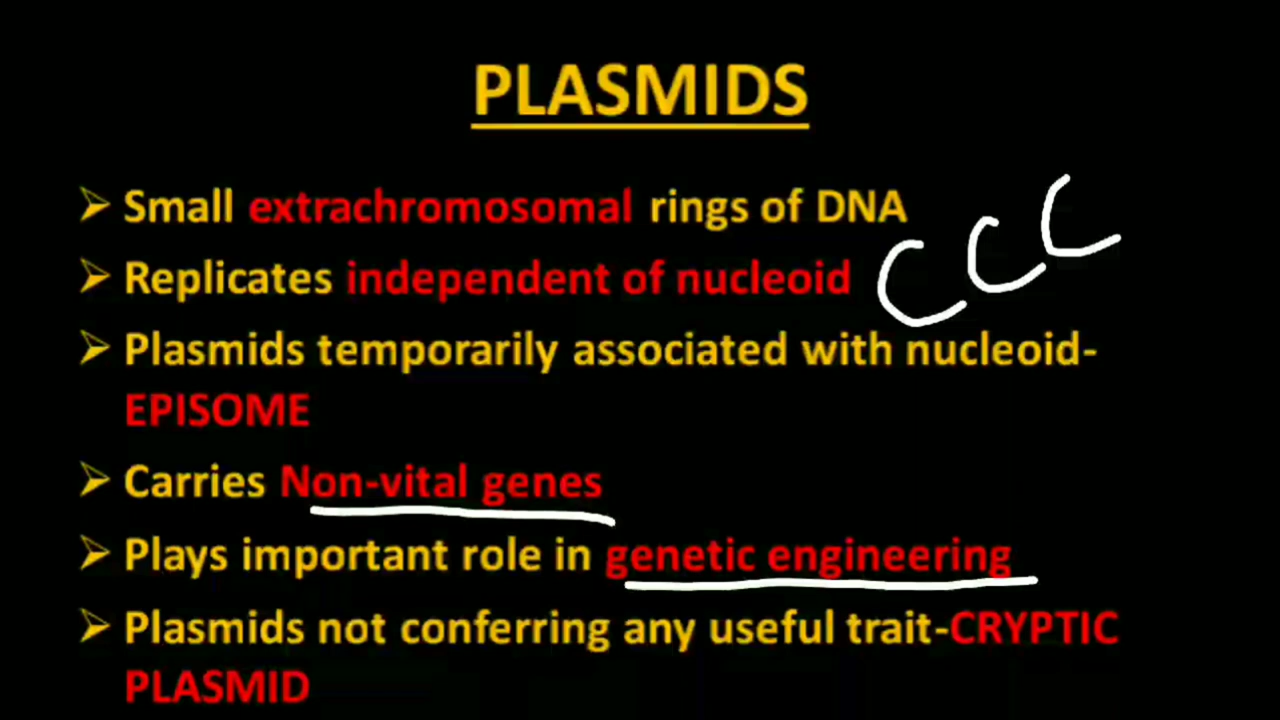 PLASMIDS
➢ Small extrachromosomal rings of DNA
CCC
➢ Replicates independent of nucleoid
➢ Plasmids temporarily associated with nucleoid-
EPISOME
➢ Carries Non-vital genes
➢ Plays important role in genetic engineering
➢ Plasmids not conferring any useful trait-CRYPTIC
PLASMID